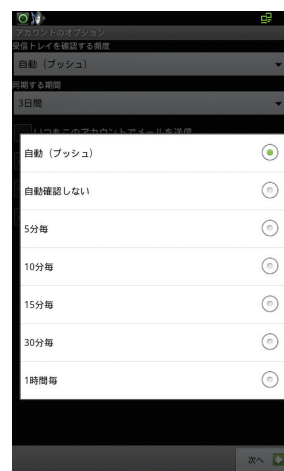 アカウントのオプション
受信トレイを確認する頻度
自動（プッシュ）
同期する期間
3日間
いつもこのアカウントでメールを送信
自動（プッシュ）
自動確認しない
5分毎
10分毎
15分毎
30分毎
1時間毎
次へ